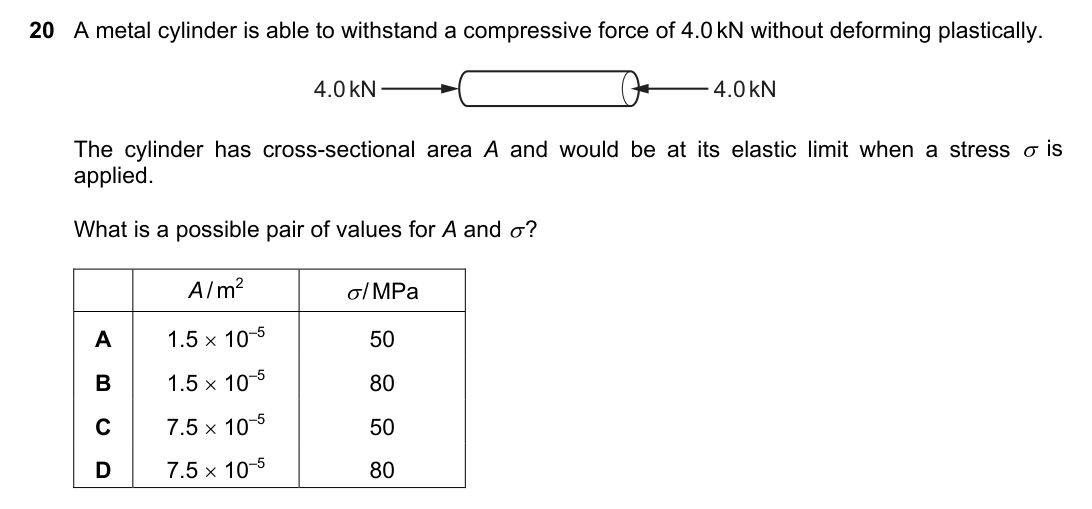 20 A metal cylinder is able to withstand a compressive force of 4.0 kN without deforming plastically.
4.0 kN 4.0 kN
The cylinder has cross-sectional area A and would be at its elastic limit when a stress σ is
applied.
What is a possible pair of values for A and σ?
A/m² σ/MPa
A 1.5 × 10⁻⁵ 50
B 1.5 × 10⁻⁵ 80
C 7.5 × 10⁻⁵ 50
D 7.5 × 10⁻⁵ 80